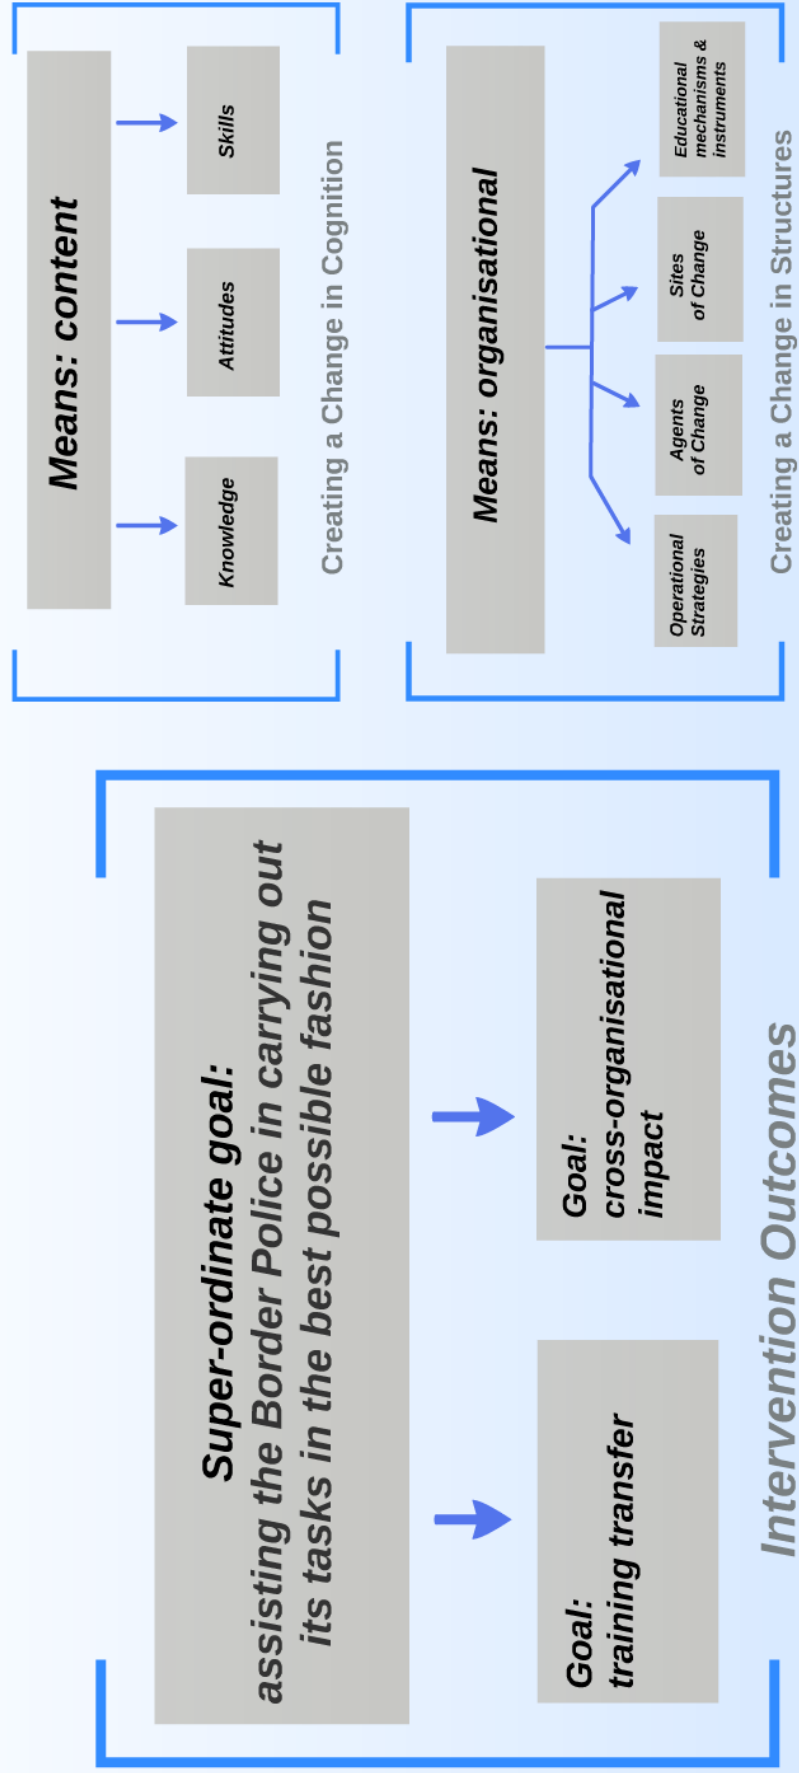 Super-ordinate goal:
assisting the Border Police in carrying out
its tasks in the best possible fashion
Goal:
training transfer
Goal:
cross-organisational
impact
Intervention Outcomes
Means: content
Knowledge
Attitudes
Skills
Creating a Change in Cognition
Means: organisational
Operational
Strategies
Agents
of Change
Sites
of Change
Educational
mechanisms &
instruments
Creating a Change in Structures